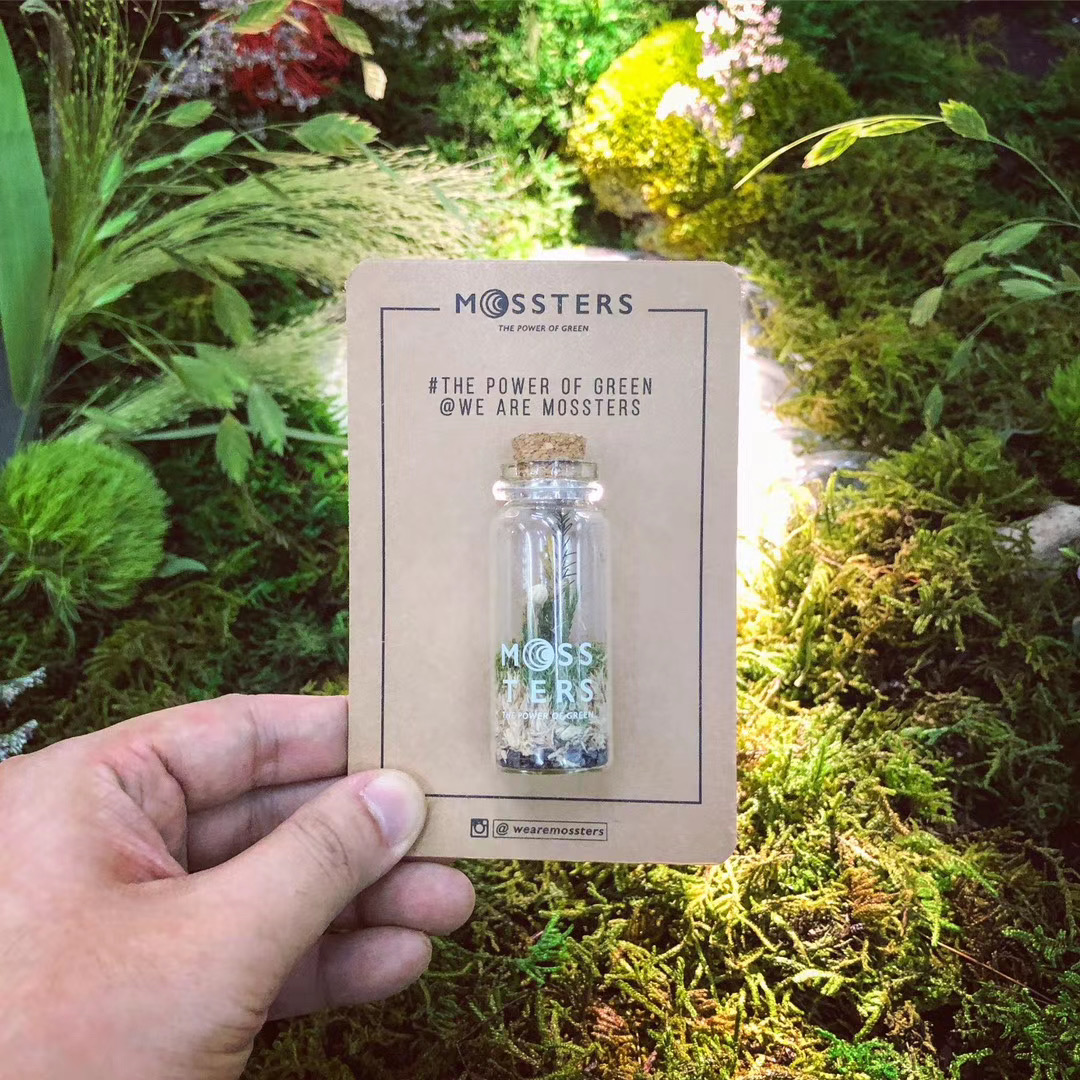 MOSSTERS
THE POWER OF GREEN
#THE POWER OF GREEN
@WE ARE MOSSTERS
MOSS
TERS
THE POWER OF GREEN
@wearemossters